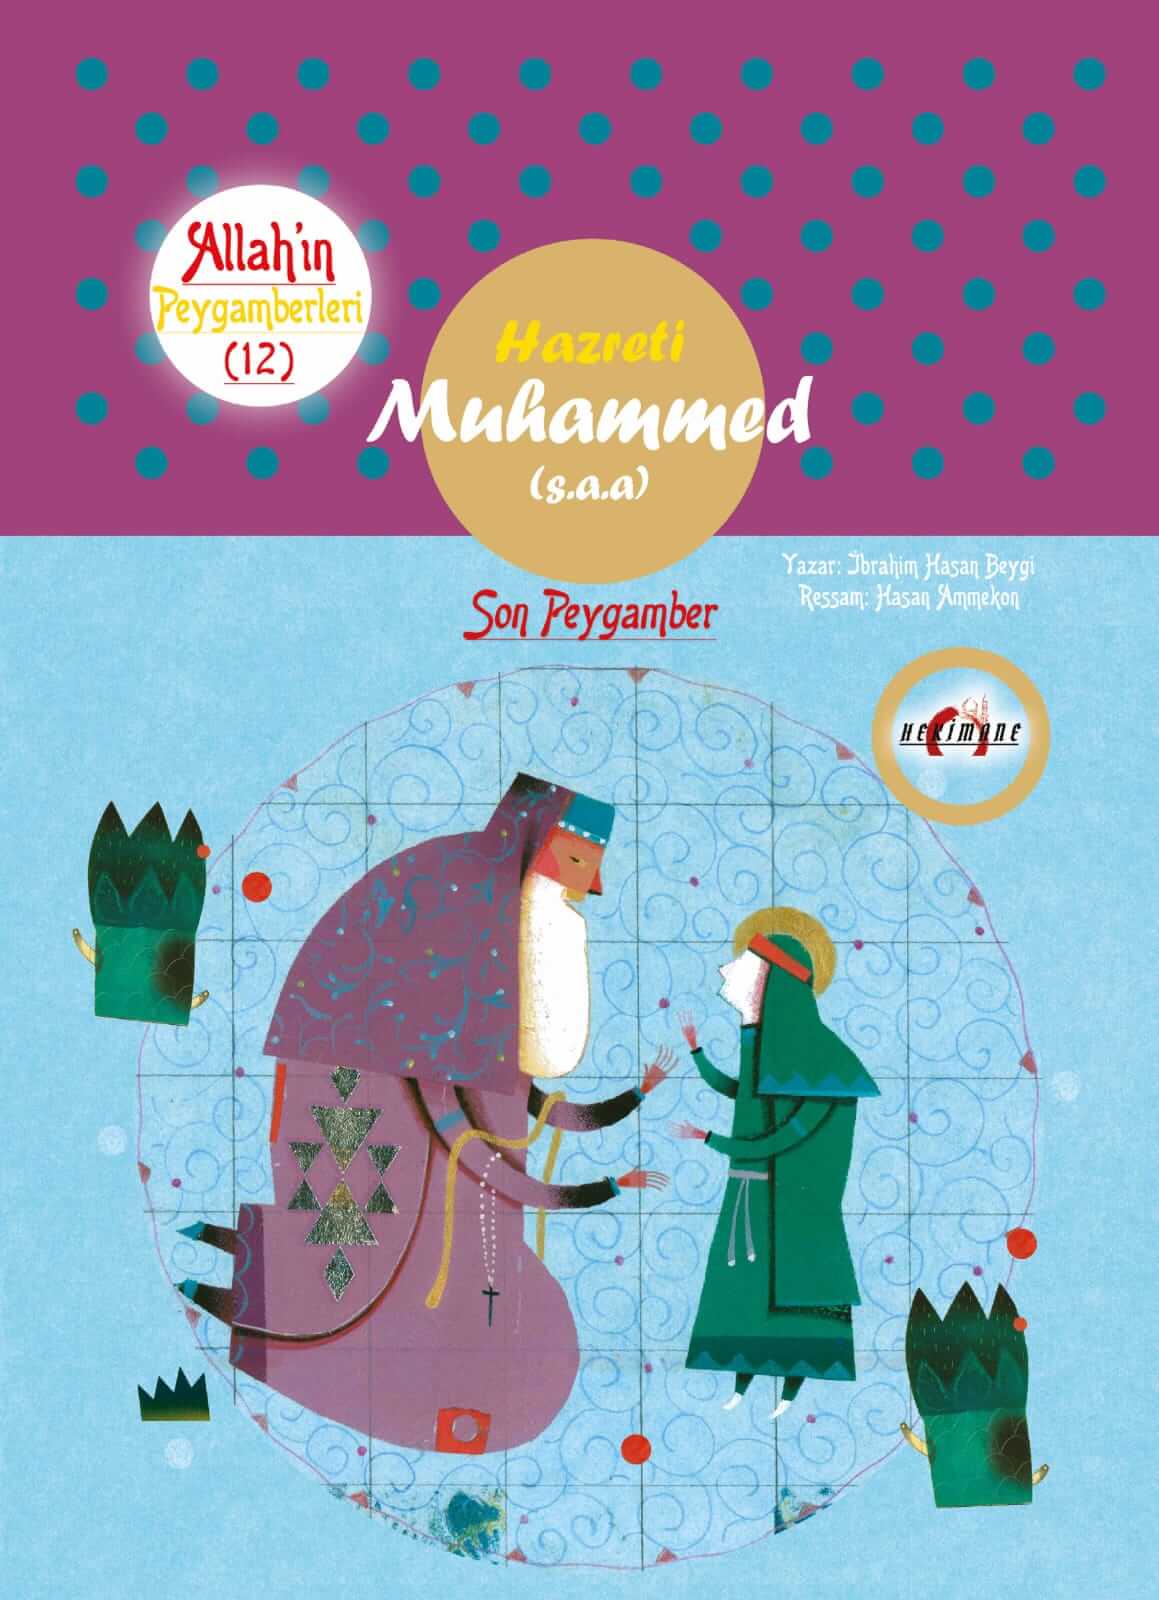 Allah'ın
Peygamberleri
(12)
Hazreti
Muhammed
(s.a.a)
Yazar: İbrahim Hasan Beygi
Ressam: Hasan Ammekon
Son Peygamber
HEKİMANE